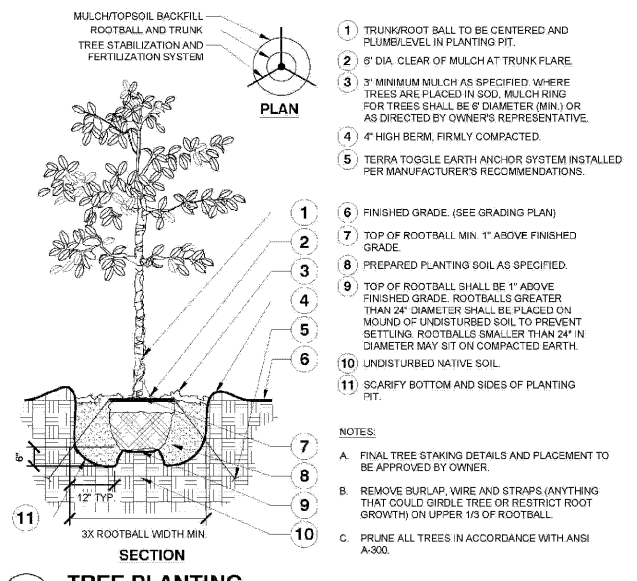 MULCH/TOPSOIL BACKFILL
ROOTBALL AND TRUNK
TREE STABILIZATION AND
FERTILIZATION SYSTEM
PLAN
1 TRUNK/ROOT BALL TO BE CENTERED AND
PLUMB/LEVEL IN PLANTING PIT.
2 6" DIA. CLEAR OF MULCH AT TRUNK FLARE.
3 3" MINIMUM MULCH AS SPECIFIED. WHERE
TREES ARE PLACED IN SOD, MULCH RING
FOR TREES SHALL BE 6' DIAMETER (MIN.) OR
AS DIRECTED BY OWNER'S REPRESENTATIVE.
4 4" HIGH BERM, FIRMLY COMPACTED.
5 TERRA TOGGLE EARTH ANCHOR SYSTEM INSTALLED
PER MANUFACTURER'S RECOMMENDATIONS.
6 FINISHED GRADE. (SEE GRADING PLAN)
7 TOP OF ROOTBALL MIN. 1" ABOVE FINISHED
GRADE.
8 PREPARED PLANTING SOIL AS SPECIFIED.
9 TOP OF ROOTBALL SHALL BE 1" ABOVE
FINISHED GRADE. ROOTBALLS GREATER
THAN 24" DIAMETER SHALL BE PLACED ON
MOUND OF UNDISTURBED SOIL TO PREVENT
SETTLING. ROOTBALLS SMALLER THAN 24" IN
DIAMETER MAY SIT ON COMPACTED EARTH.
10 UNDISTURBED NATIVE SOIL.
11 SCARIFY BOTTOM AND SIDES OF PLANTING
PIT.
NOTES:
A. FINAL TREE STAKING DETAILS AND PLACEMENT TO
BE APPROVED BY OWNER.
B. REMOVE BURLAP, WIRE AND STRAPS (ANYTHING
THAT COULD GIRDLE TREE OR RESTRICT ROOT
GROWTH) ON UPPER 1/3 OF ROOTBALL.
C. PRUNE ALL TREES IN ACCORDANCE WITH ANSI
A-300.
1
2
3
4
5
6
7
8
9
10
11
6"
12" TYP
3X ROOTBALL WIDTH MIN.
SECTION
TREE PLANTING